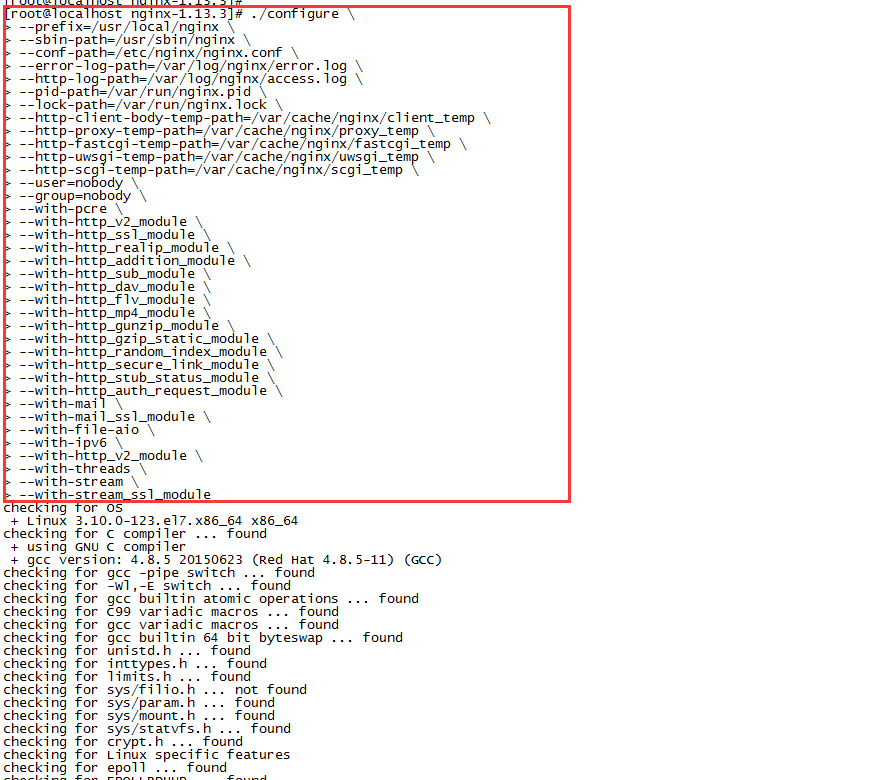 [root@localhost nginx-1.13.3]#
[root@localhost nginx-1.13.3]# ./configure \
> --prefix=/usr/local/nginx \
> --sbin-path=/usr/sbin/nginx \
> --conf-path=/etc/nginx/nginx.conf \
> --error-log-path=/var/log/nginx/error.log \
> --http-log-path=/var/log/nginx/access.log \
> --pid-path=/var/run/nginx.pid \
> --lock-path=/var/run/nginx.lock \
> --http-client-body-temp-path=/var/cache/nginx/client_temp \
> --http-proxy-temp-path=/var/cache/nginx/proxy_temp \
> --http-fastcgi-temp-path=/var/cache/nginx/fastcgi_temp \
> --http-uwsgi-temp-path=/var/cache/nginx/uwsgi_temp \
> --http-scgi-temp-path=/var/cache/nginx/scgi_temp \
> --user=nobody \
> --group=nobody \
> --with-pcre \
> --with-http_v2_module \
> --with-http_ssl_module \
> --with-http_realip_module \
> --with-http_addition_module \
> --with-http_sub_module \
> --with-http_dav_module \
> --with-http_flv_module \
> --with-http_mp4_module \
> --with-http_gunzip_module \
> --with-http_gzip_static_module \
> --with-http_random_index_module \
> --with-http_secure_link_module \
> --with-http_stub_status_module \
> --with-http_auth_request_module \
> --with-mail \
> --with-mail_ssl_module \
> --with-file-aio \
> --with-ipv6 \
> --with-http_v2_module \
> --with-threads \
> --with-stream \
> --with-stream_ssl_module
checking for OS
 + Linux 3.10.0-123.el7.x86_64 x86_64
checking for C compiler ... found
 + using GNU C compiler
 + gcc version: 4.8.5 20150623 (Red Hat 4.8.5-11) (GCC)
checking for gcc -pipe switch ... found
checking for -Wl,-E switch ... found
checking for gcc builtin atomic operations ... found
checking for C99 variadic macros ... found
checking for gcc variadic macros ... found
checking for gcc builtin 64 bit byteswap ... found
checking for unistd.h ... found
checking for inttypes.h ... found
checking for limits.h ... found
checking for sys/filio.h ... not found
checking for sys/param.h ... found
checking for sys/mount.h ... found
checking for sys/statvfs.h ... found
checking for crypt.h ... found
checking for Linux specific features
checking for epoll ... found
checking for EPOLLRDHUP ... found